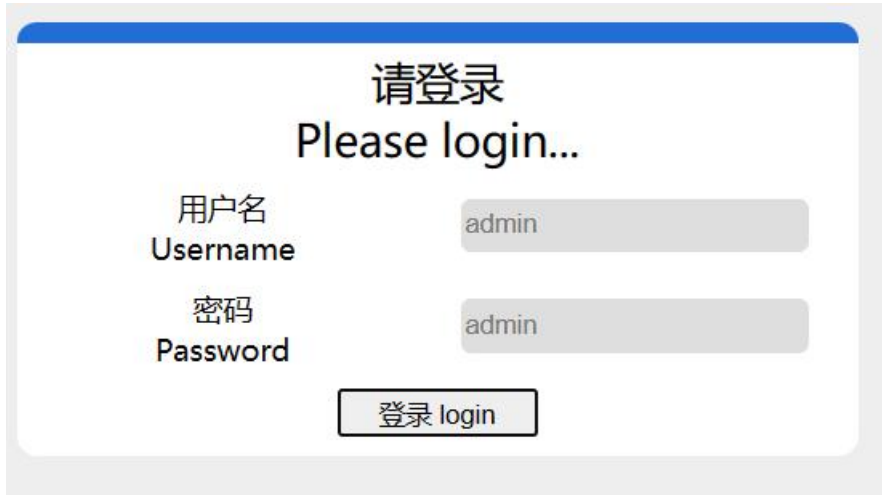 请登录
Please login...
用户名
Username
admin
密码
Password
admin
登录 login